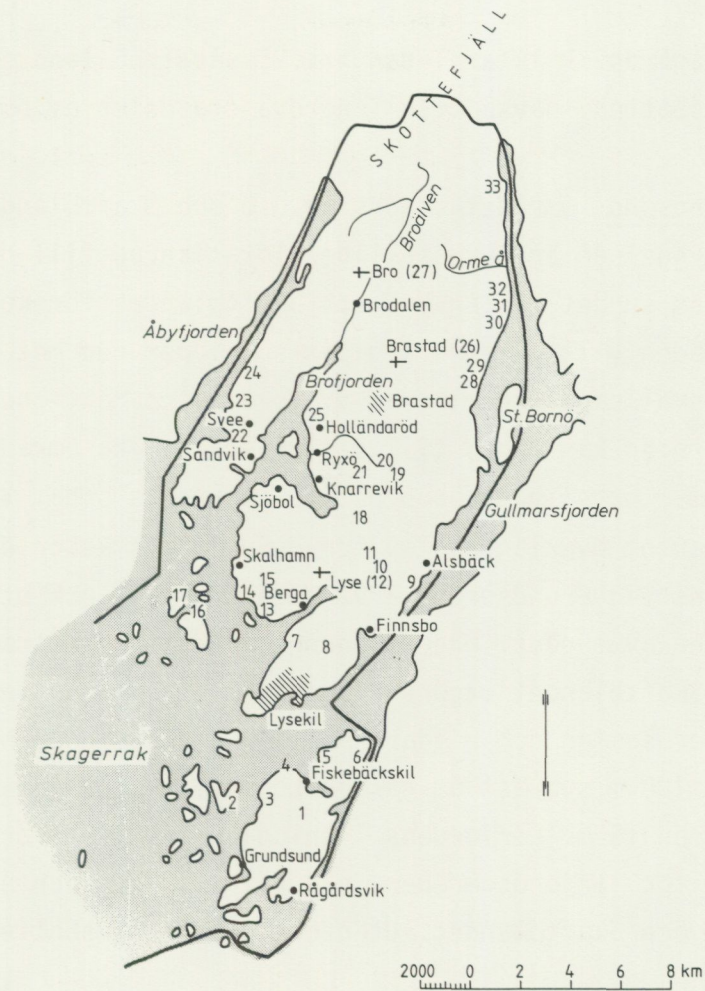 SKOTTEFJÄLL
33
Broälven
Orme å
Bro (27)
32
Brodalen
31
30
Åbyfjorden
Brastad (26)
29
24
Brofjorden
28
23
Brastad
Svee
25
St. Bornö
22
Holländaröd
Sandvik
Ryxö
20
21
19
Knarrevik
Sjöbol
Gullmarsfjorden
18
11
Skalhamn
10
Alsbäck
15
Lyse (12)
9
14
Berga
17
13
16
Finnsbo
7
8
Lysekil
Skagerrak
5
6
4
Fiskebäckskil
2
3
1
Grundsund
Rågårdsvik
2000 0 2 4 6 8 km